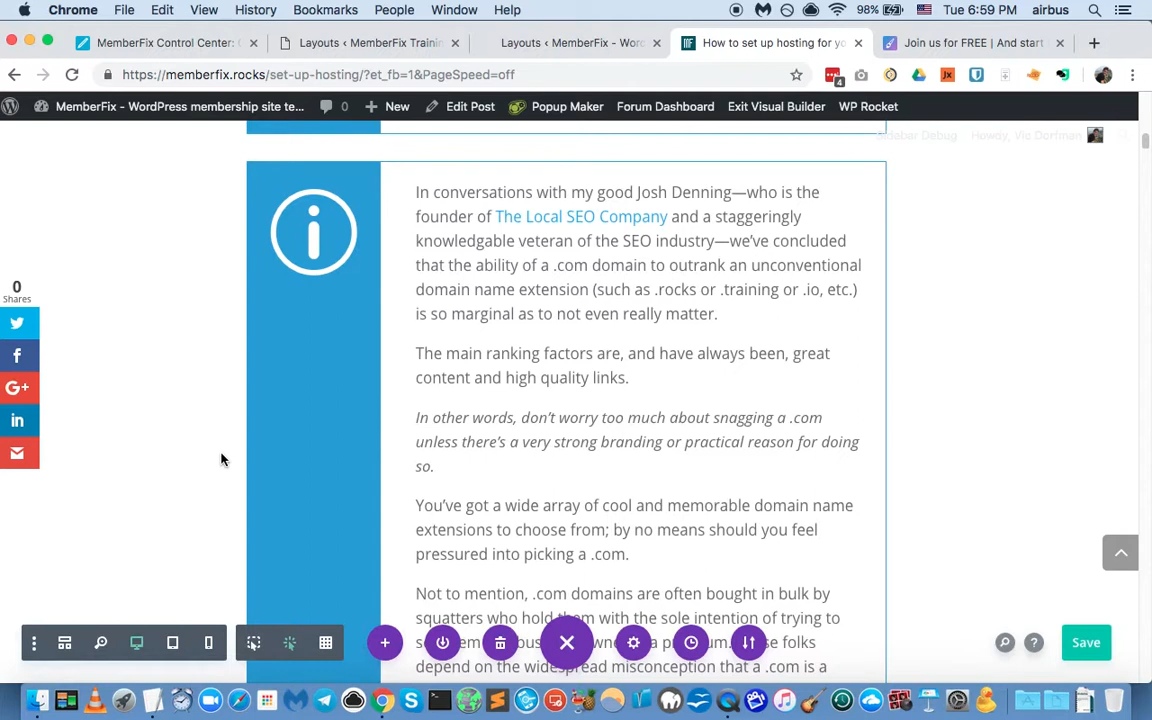 Chrome File Edit View History Bookmarks People Window Help 98% Tue 6:59 PM airbus
MemberFix Control Center: Layouts ‹ MemberFix Trainin Layouts ‹ MemberFix - Word How to set up hosting for yo Join us for FREE | And start
https://memberfix.rocks/set-up-hosting/?et_fb=1&PageSpeed=off
4
Jx
MemberFix - WordPress membership site te... 0 New Edit Post Popup Maker Forum Dashboard Exit Visual Builder WP Rocket
Sidebar Debug Howdy, Vic Dorfman
In conversations with my good Josh Denning—who is the
founder of The Local SEO Company and a staggeringly
knowledgable veteran of the SEO industry—we've concluded
that the ability of a .com domain to outrank an unconventional
domain name extension (such as .rocks or .training or .io, etc.)
is so marginal as to not even really matter.
0
Shares
The main ranking factors are, and have always been, great
content and high quality links.
In other words, don't worry too much about snagging a .com
unless there's a very strong branding or practical reason for doing
so.
You've got a wide array of cool and memorable domain name
extensions to choose from; by no means should you feel
pressured into picking a .com.
Not to mention, .com domains are often bought in bulk by
squatters who hold them with the sole intention of trying to
Save
depend on the widespread misconception that a .com is a